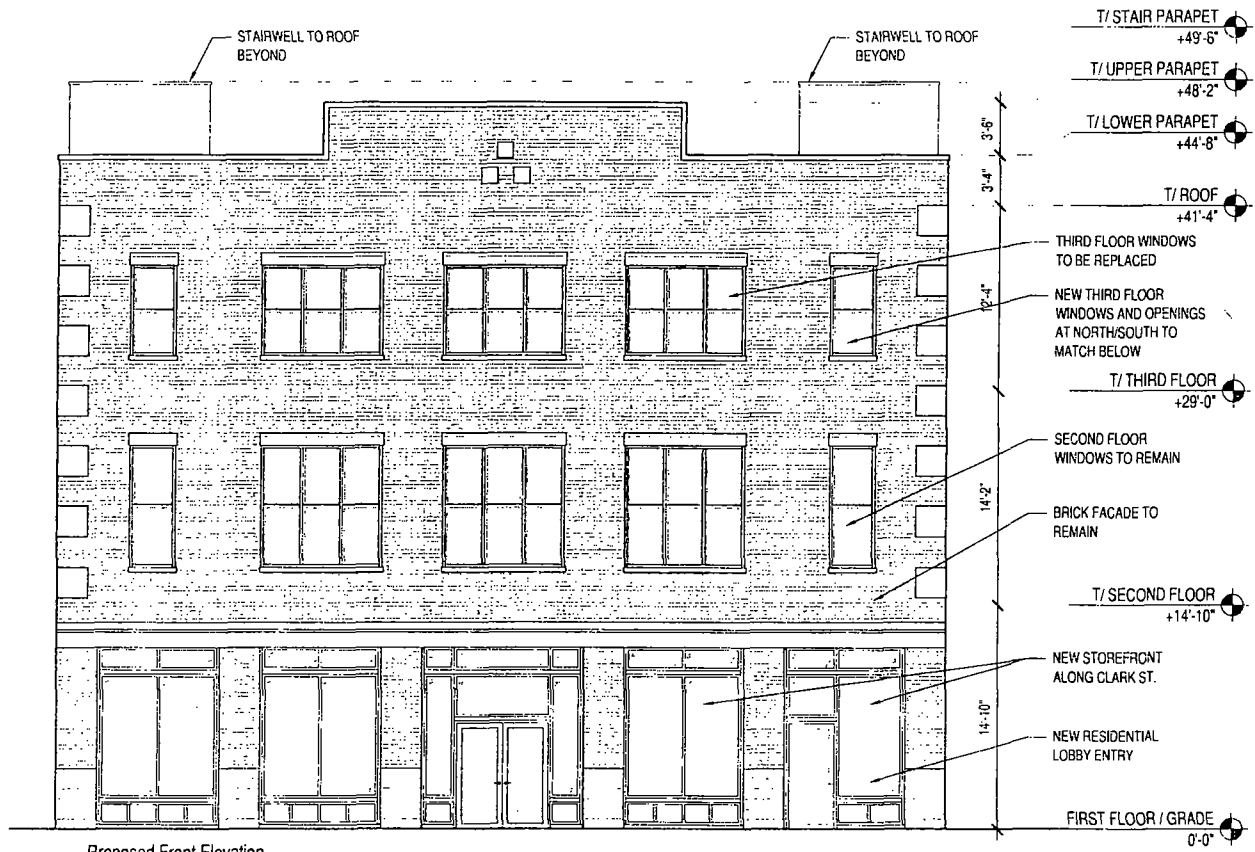 STAIRWELL TO ROOF
BEYOND
STAIRWELL TO ROOF
BEYOND
T/ STAIR PARAPET
+49'-6"
T/ UPPER PARAPET
+48'-2"
T/ LOWER PARAPET
+44'-8"
3'-6"
3'-4"
T/ ROOF
+41'-4"
THIRD FLOOR WINDOWS
TO BE REPLACED
12'-4"
NEW THIRD FLOOR
WINDOWS AND OPENINGS
AT NORTH/SOUTH TO
MATCH BELOW
T/ THIRD FLOOR
+29'-0"
SECOND FLOOR
WINDOWS TO REMAIN
14'-2"
BRICK FACADE TO
REMAIN
T/ SECOND FLOOR
+14'-10"
NEW STOREFRONT
ALONG CLARK ST.
14'-10"
NEW RESIDENTIAL
LOBBY ENTRY
FIRST FLOOR / GRADE
0'-0"
Proposed Front Elevation